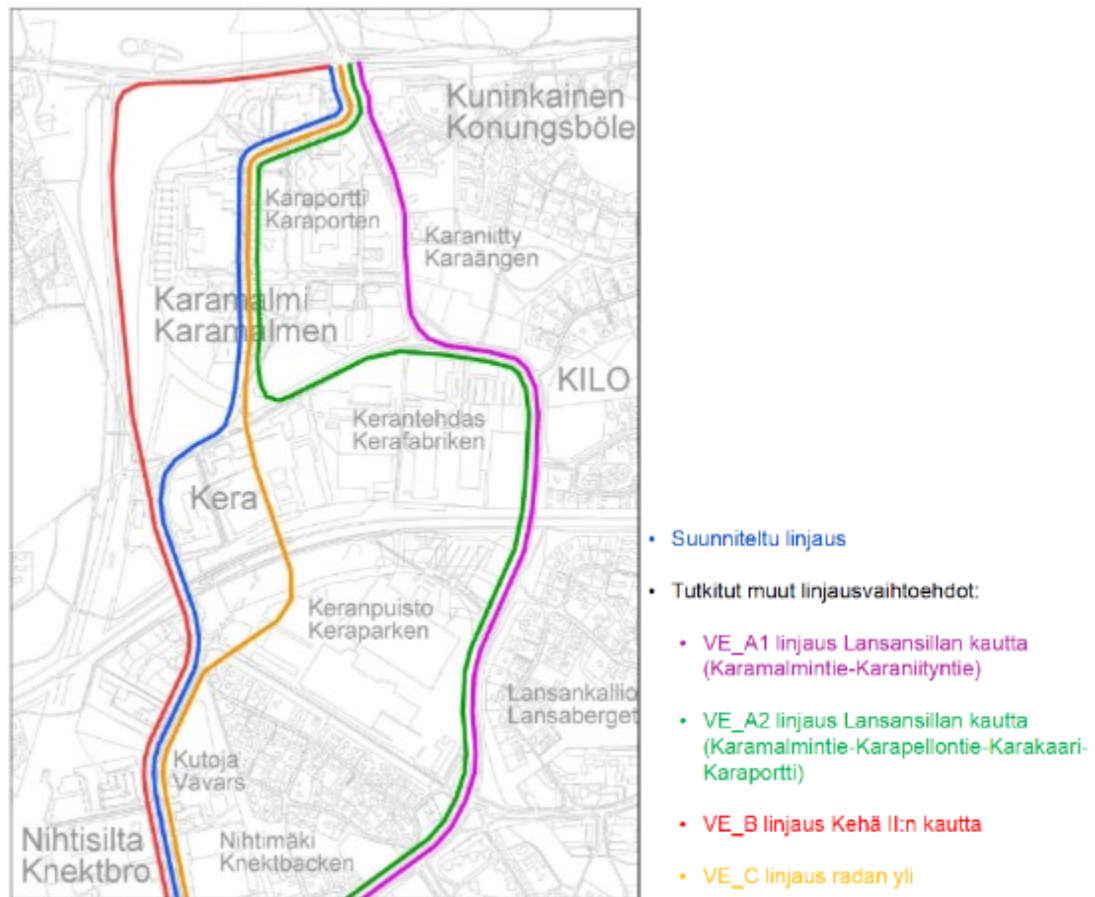 Kuninkainen
Konungsböle
Karaportti
Karaporten
Karaniitty
Karaängen
Karamalmi
Karamalmen
KILO
Kerantehdas
Kerafabriken
Kera
Keranpuisto
Keraparken
Lansankallio
Lansaberget
Kutoja
Vävars
Nihtisilta
Knektbro
Nihtimäki
Knektbacken
• Suunniteltu linjaus
• Tutkitut muut linjausvaihtoehdot:
• VE_A1 linjaus Lansansillan kautta
(Karamalmintie-Karaniityntie)
• VE_A2 linjaus Lansansillan kautta
(Karamalmintie-Karapellontie-Karakaari-
Karaportti)
• VE_B linjaus Kehä II:n kautta
• VE_C linjaus radan yli